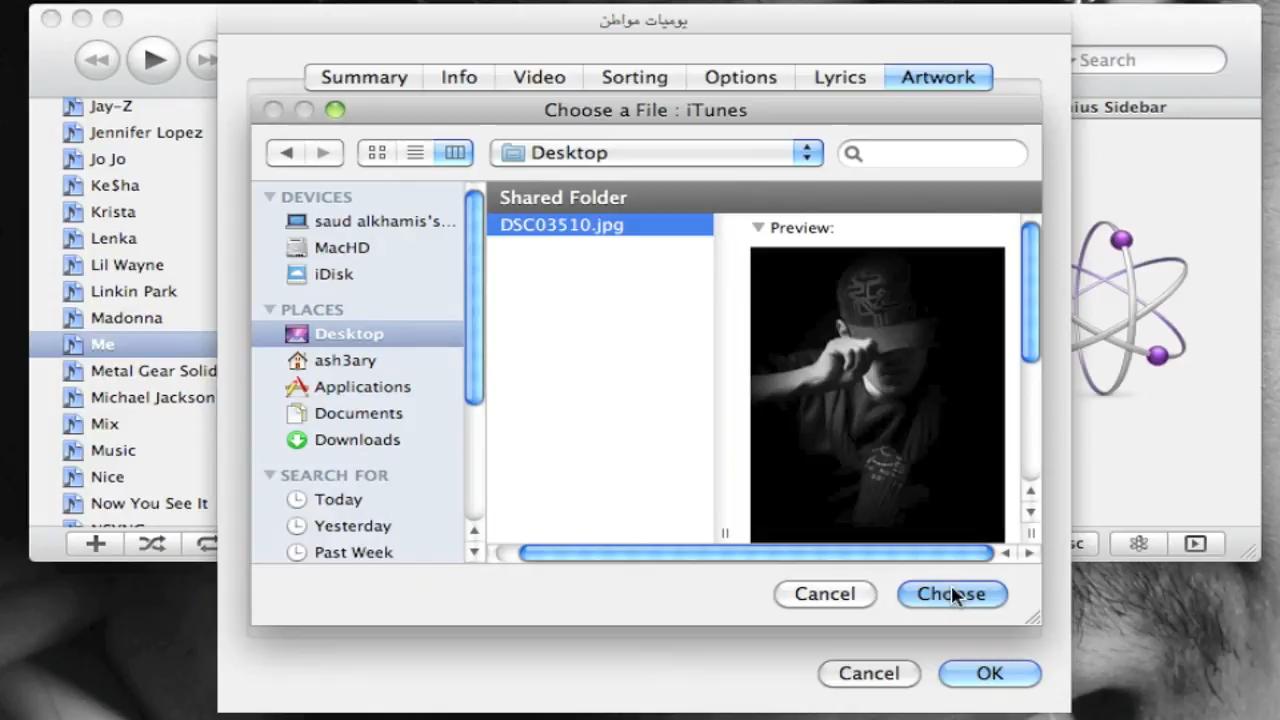 يوميات مواطن
Search
Summary
Info
Video
Sorting
Options
Lyrics
Artwork
Choose a File : iTunes
ius Sidebar
Desktop
Jay-Z
Jennifer Lopez
Jo Jo
Ke$ha
Krista
Lenka
Lil Wayne
Linkin Park
Madonna
Me
Metal Gear Solid
Michael Jackson
Mix
Music
Nice
Now You See It
DEVICES
saud alkhamis's...
MacHD
iDisk
PLACES
Desktop
ash3ary
Applications
Documents
Downloads
SEARCH FOR
Today
Yesterday
Past Week
Shared Folder
DSC03510.jpg
Preview:
sc
Cancel
Choose
Cancel
OK